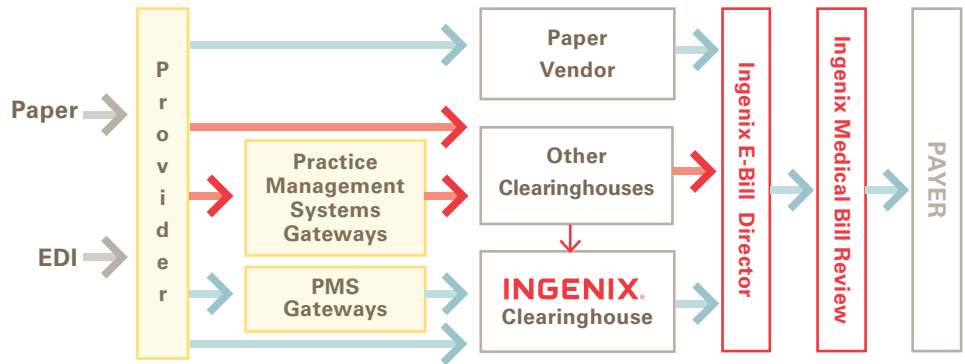 Paper
EDI
Provider
Practice
Management
Systems
Gateways
PMS
Gateways
Paper
Vendor
Other
Clearinghouses
INGENIX®
Clearinghouse
Ingenix E-Bill Director
Ingenix Medical Bill Review
PAYER